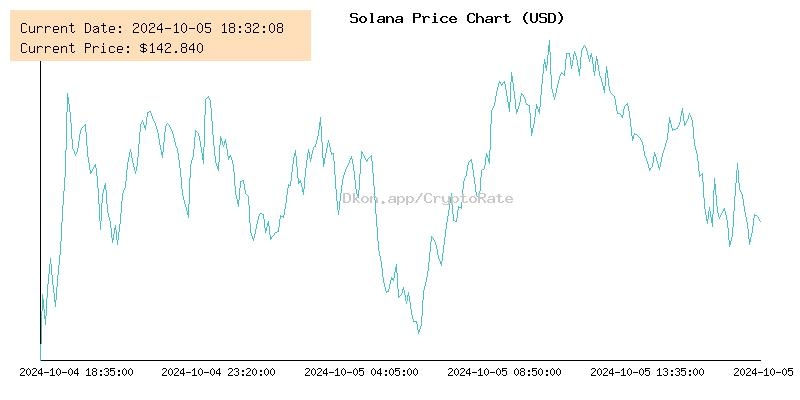 Solana Price Chart (USD)
Current Date: 2024-10-05 18:32:08
Current Price: $142.840
Dkon.app/CryptoRate
2024-10-04 18:35:00
2024-10-04 23:20:00
2024-10-05 04:05:00
2024-10-05 08:50:00
2024-10-05 13:35:00
2024-10-05